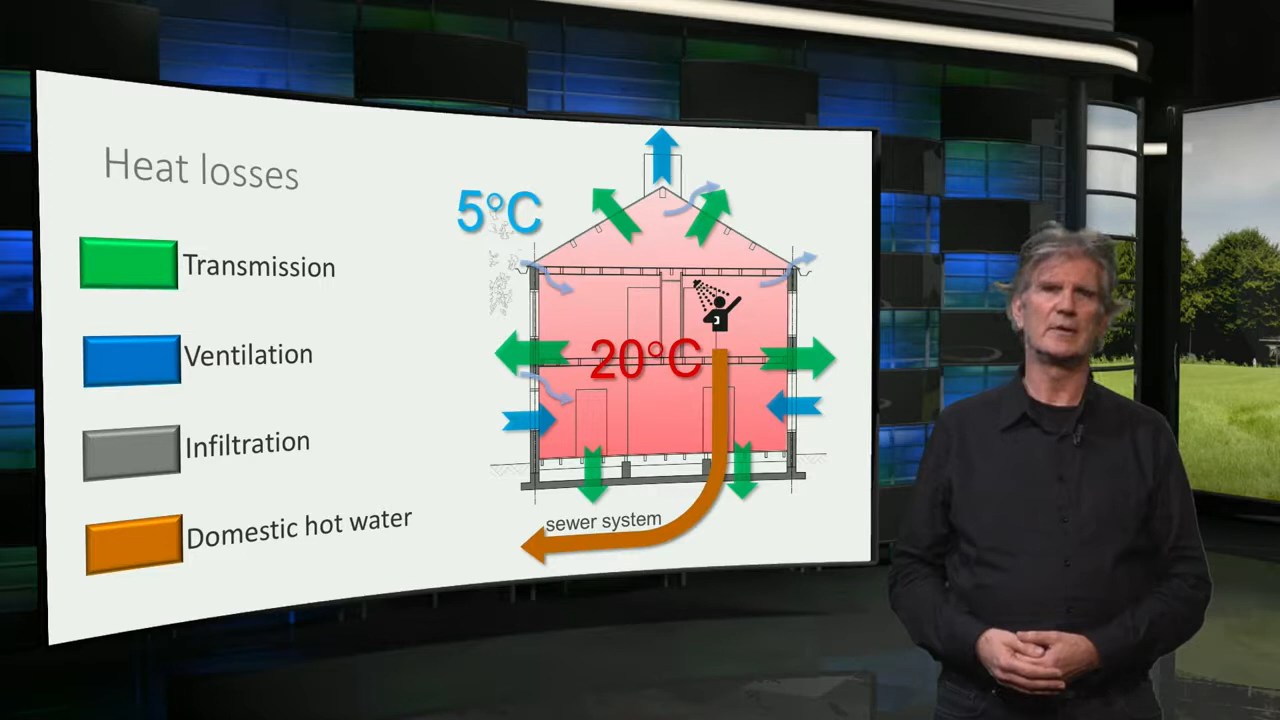 Heat losses
Transmission
Ventilation
Infiltration
Domestic hot water
5°C
20°C
sewer system